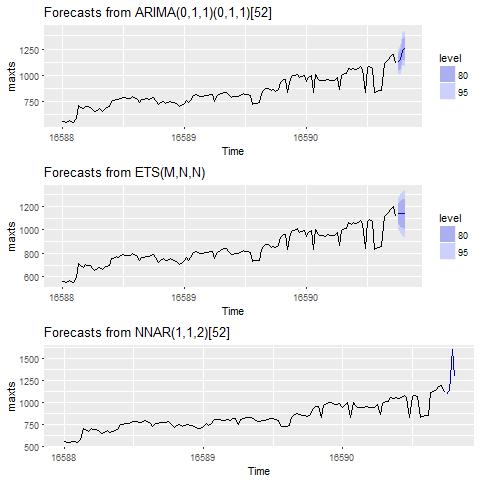 Forecasts from ARIMA(0,1,1)(0,1,1)[52]
1250
1000
750
maxts
16588
16589
16590
Time
level
80
95
Forecasts from ETS(M,N,N)
1200
1000
800
600
maxts
16588
16589
16590
Time
level
80
95
Forecasts from NNAR(1,1,2)[52]
1500
1250
1000
750
500
maxts
16588
16589
16590
Time